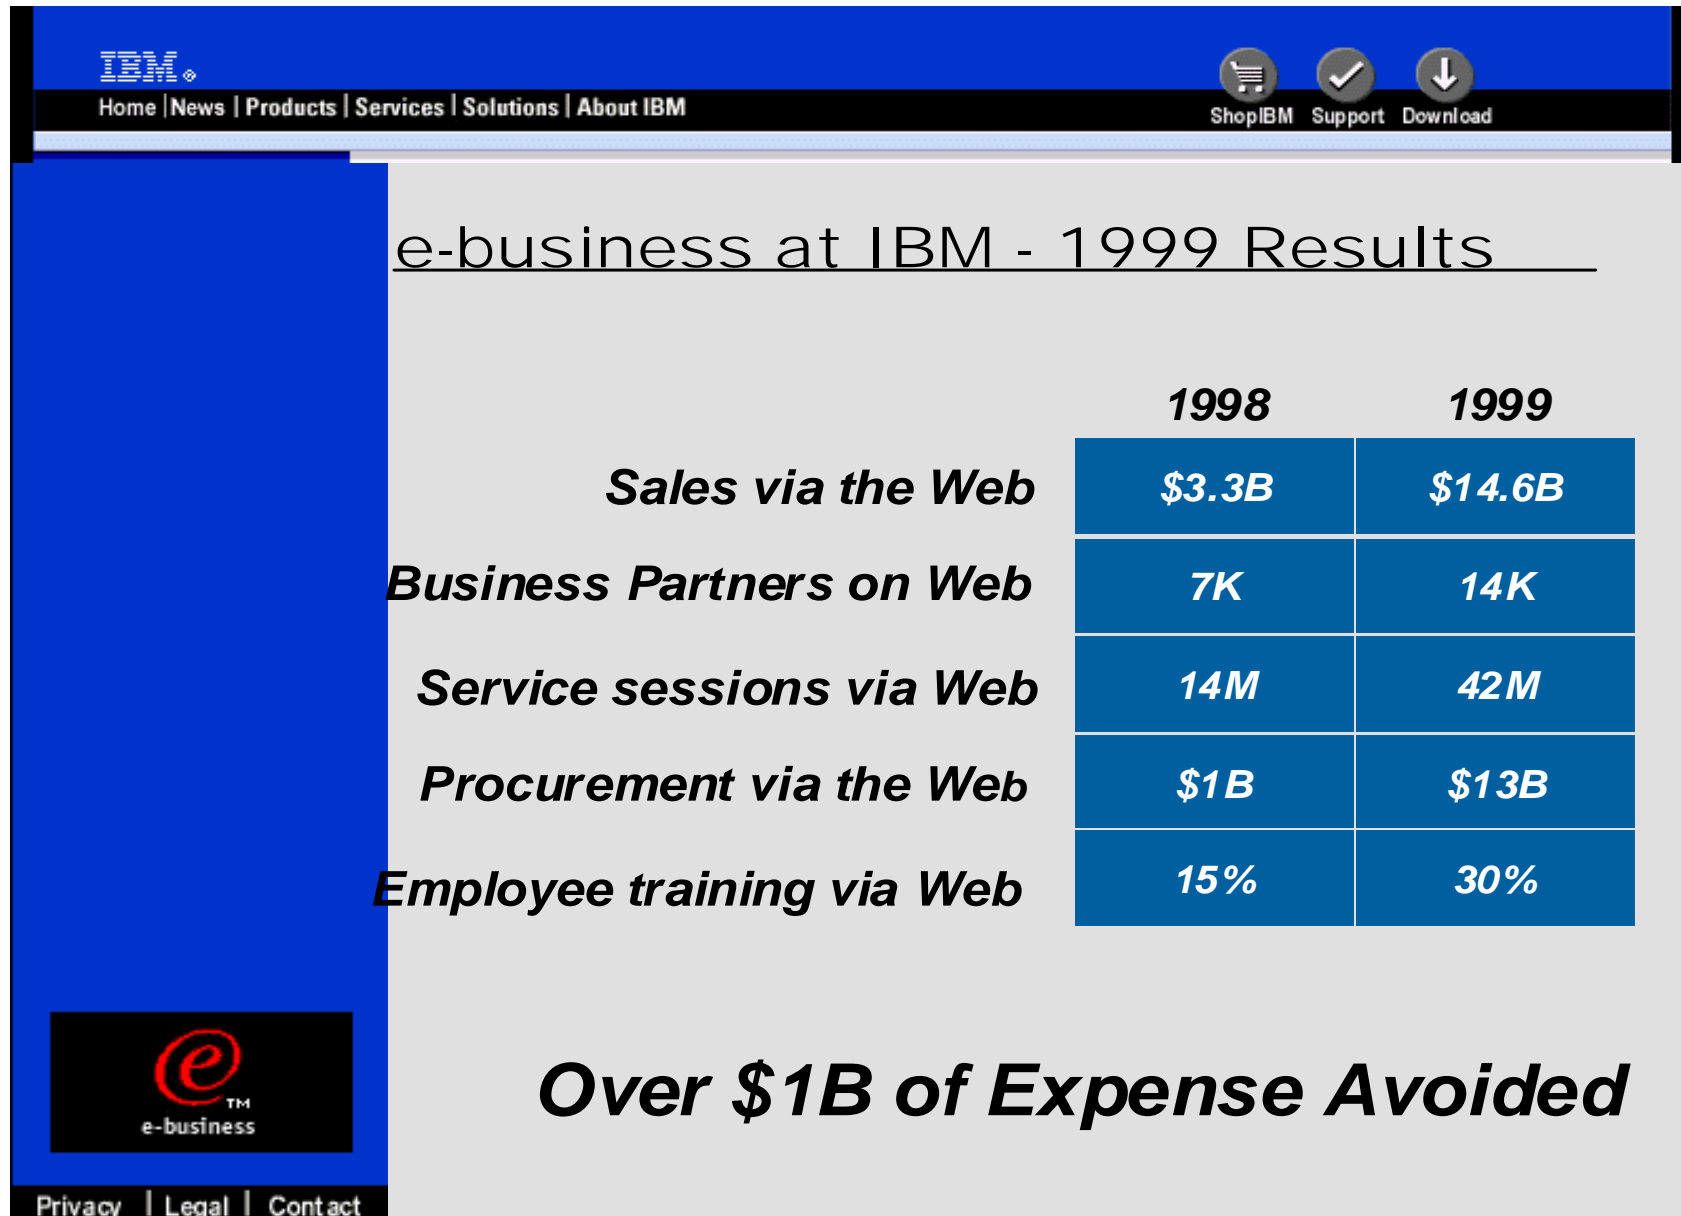 IBM®
Home | News | Products | Services | Solutions | About IBM
ShopIBM Support Download
e-business at IBM - 1999 Results
1998 1999
Sales via the Web $3.3B $14.6B
Business Partners on Web 7K 14K
Service sessions via Web 14M 42M
Procurement via the Web $1B $13B
Employee training via Web 15% 30%
e TM
e-business
Over $1B of Expense Avoided
Privacy | Legal | Contact